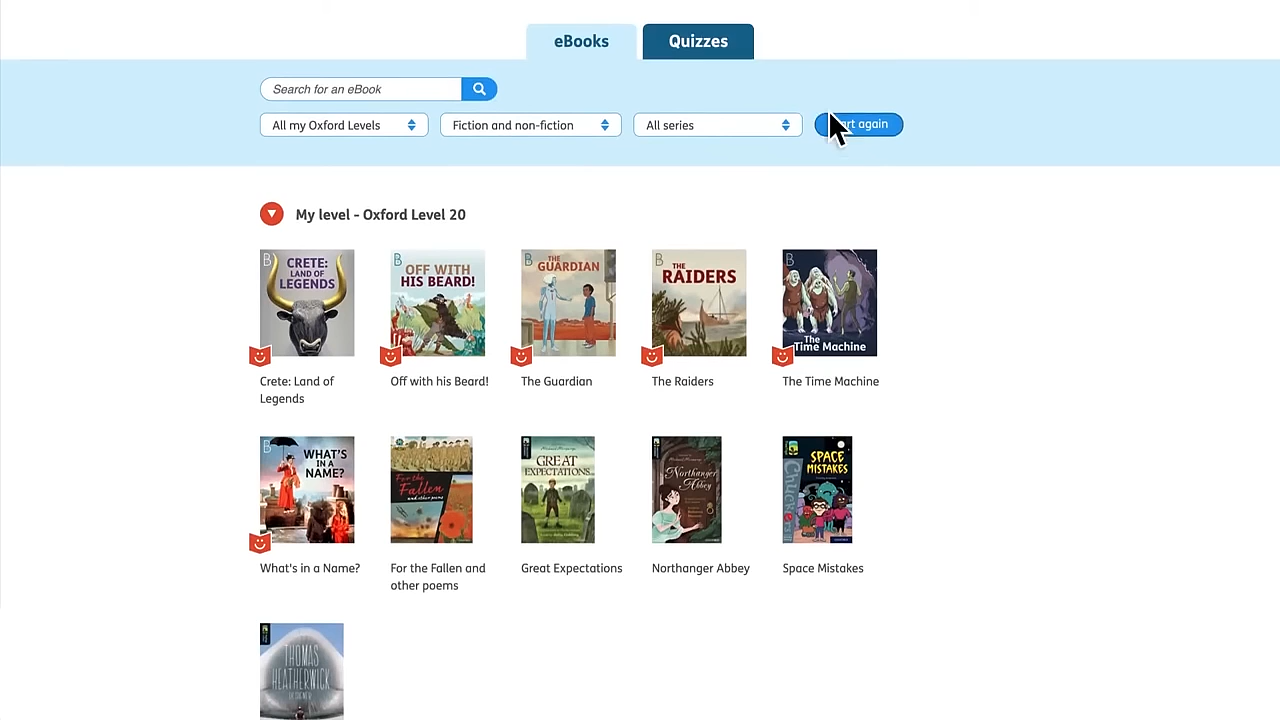 eBooks
Quizzes
Search for an eBook
All my Oxford Levels
Fiction and non-fiction
All series
art again
My level - Oxford Level 20
CRETE:
LAND OF
LEGENDS
OFF WITH
HIS BEARD!
THE
GUARDIAN
THE
RAIDERS
The
Time Machine
Crete: Land of
Legends
Off with his Beard!
The Guardian
The Raiders
The Time Machine
WHAT'S
IN A
NAME?
For the
Fallen
and other poems
GREAT
EXPECTATIONS
Northanger
Abbey
SPACE
MISTAKES
What's in a Name?
For the Fallen and
other poems
Great Expectations
Northanger Abbey
Space Mistakes
THOMAS
HEATHERWICK